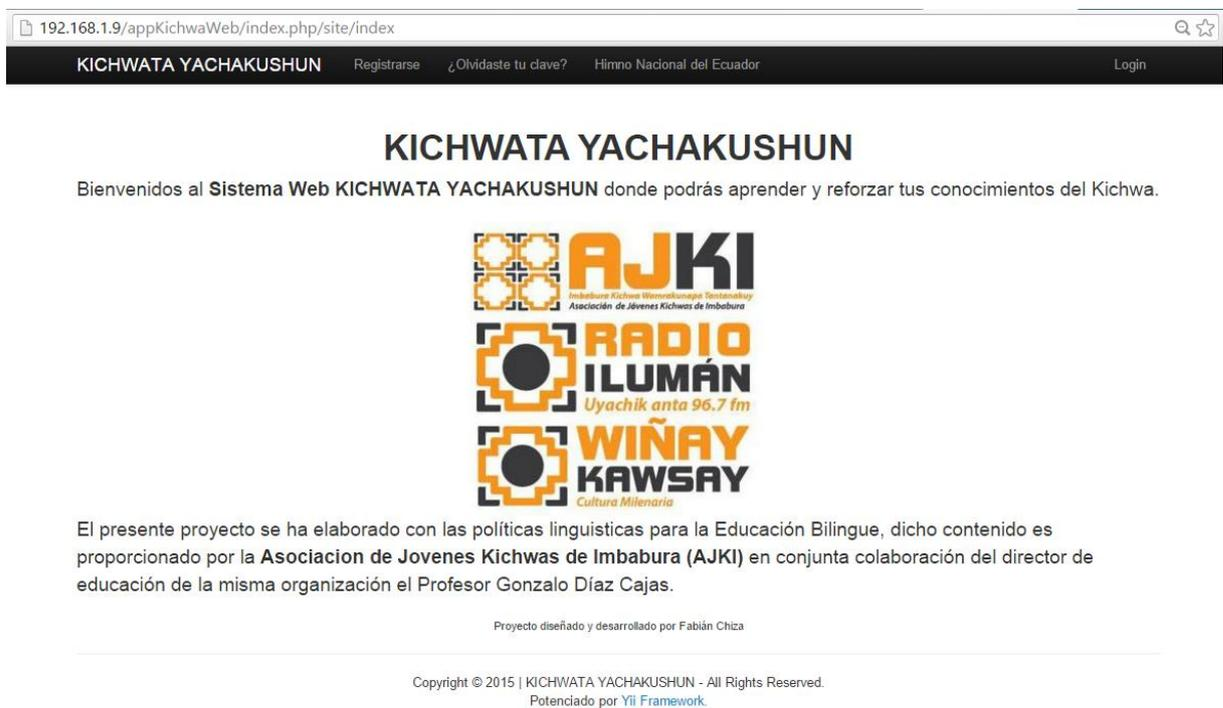 192.168.1.9/appKichwaWeb/index.php/site/index
KICHWATA YACHAKUSHUN Registrarse ¿Olvidaste tu clave? Himno Nacional del Ecuador Login
KICHWATA YACHAKUSHUN
Bienvenidos al Sistema Web KICHWATA YACHAKUSHUN donde podrás aprender y reforzar tus conocimientos del Kichwa.
AJKI
Imbabura Kichwa Wamrakunapa Tantanakuy
Asociación de Jóvenes Kichwas de Imbabura
RADIO
ILUMÁN
Uyachik anta 96.7 fm
WIÑAY
KAWSAY
Cultura Milenaria
El presente proyecto se ha elaborado con las políticas linguisticas para la Educación Bilingue, dicho contenido es
proporcionado por la Asociacion de Jovenes Kichwas de Imbabura (AJKI) en conjunta colaboración del director de
educación de la misma organización el Profesor Gonzalo Díaz Cajas.
Proyecto diseñado y desarrollado por Fabián Chiza
Copyright © 2015 | KICHWATA YACHAKUSHUN - All Rights Reserved.
Potenciado por Yii Framework.